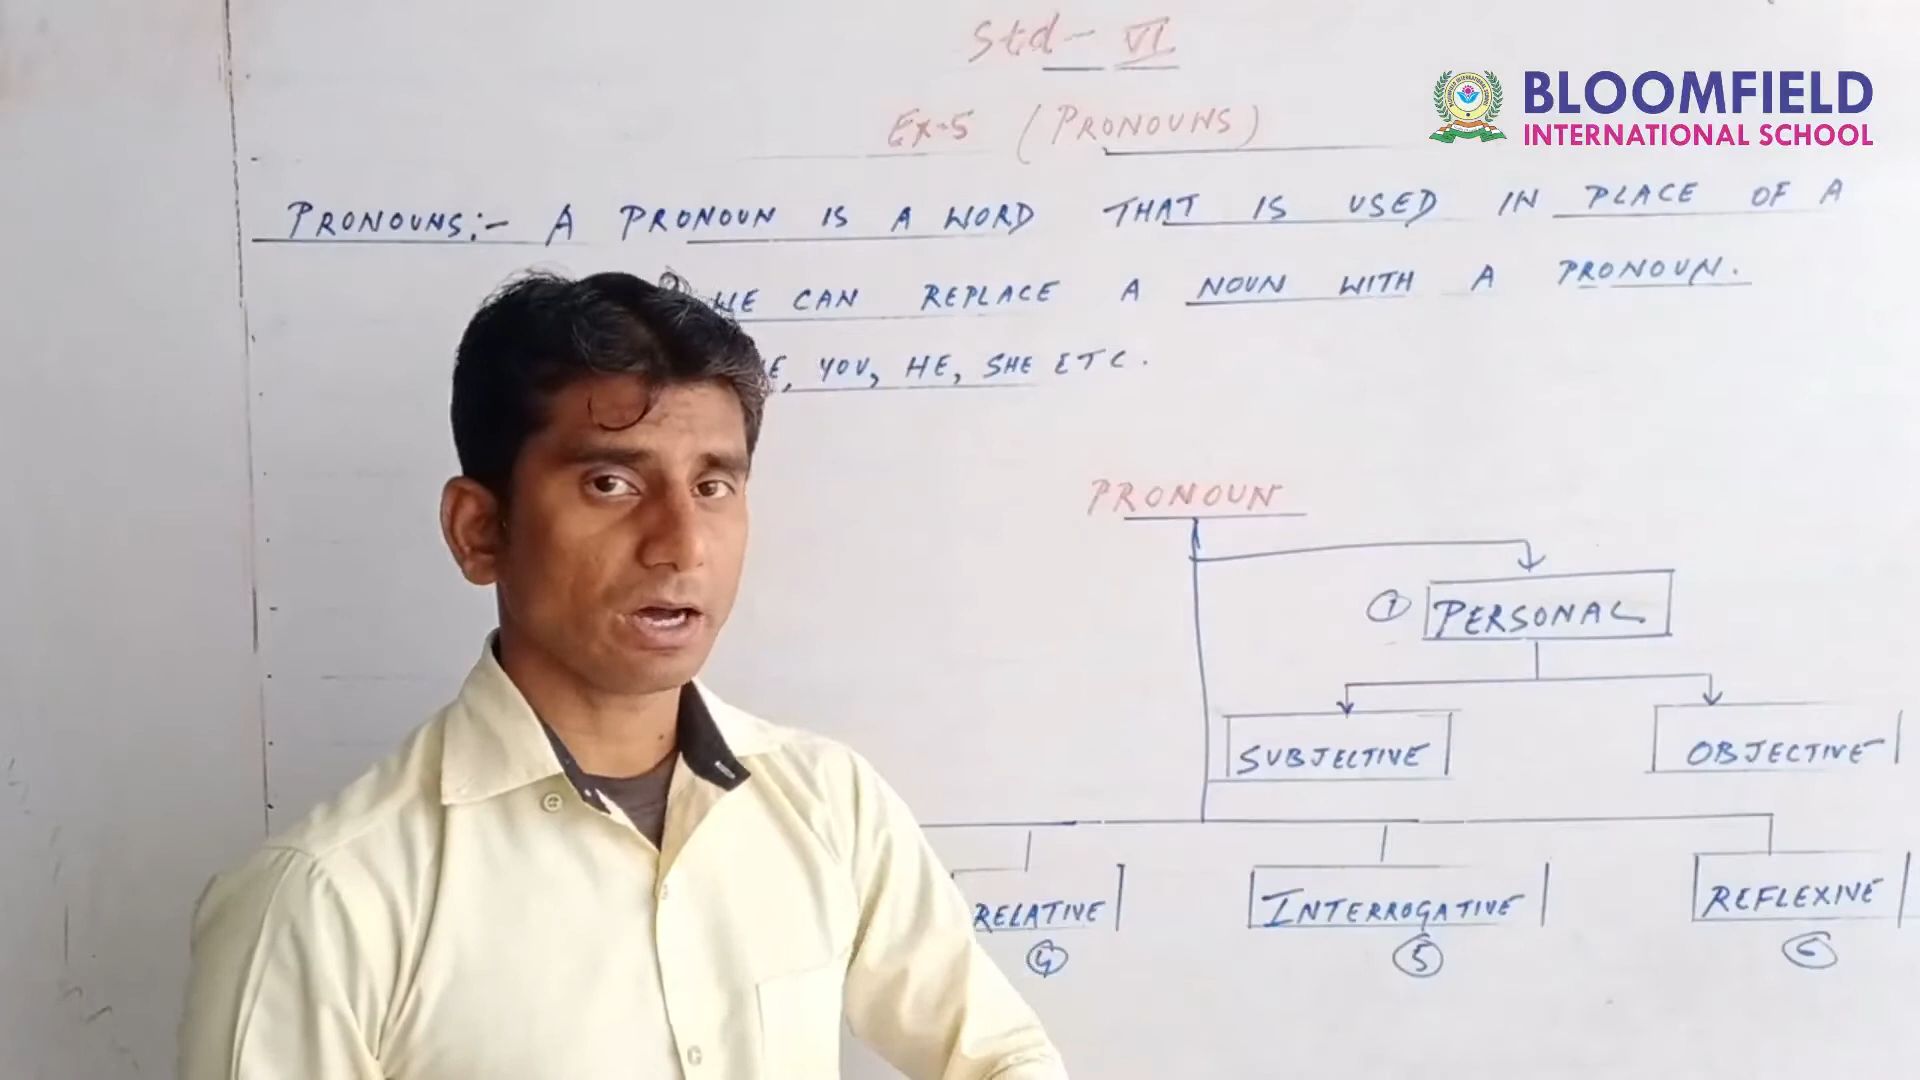 Std - VI
BLOOMFIELD
INTERNATIONAL SCHOOL
Ex-5 (PRONOUNS)
PRONOUNS:- A PRONOUN IS A WORD THAT IS USED IN PLACE OF A
WE CAN REPLACE A NOUN WITH A PRONOUN.
YOU, HE, SHE ETC.
PRONOUN
1 PERSONAL
SUBJECTIVE OBJECTIVE
RELATIVE INTERROGATIVE REFLEXIVE
4 5 6